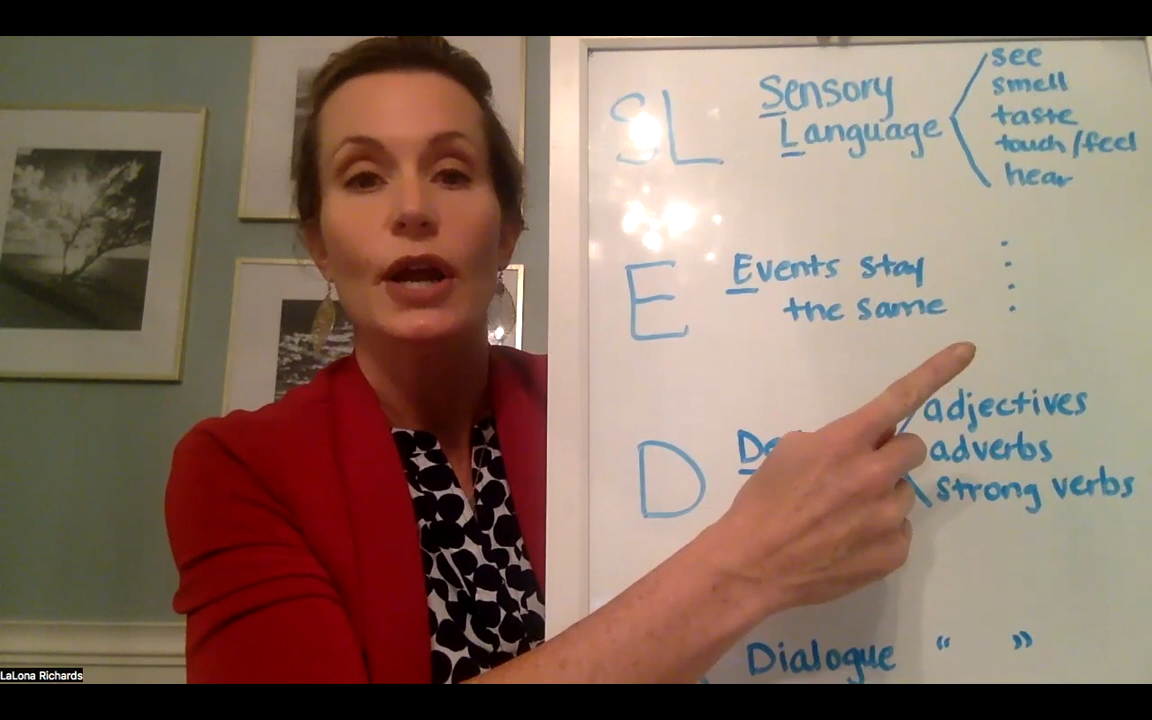 SL Sensory Language
see
smell
taste
touch/feel
hear
E Events stay
the same
D
adjectives
adverbs
strong verbs
Dialogue " "
LaLona Richards